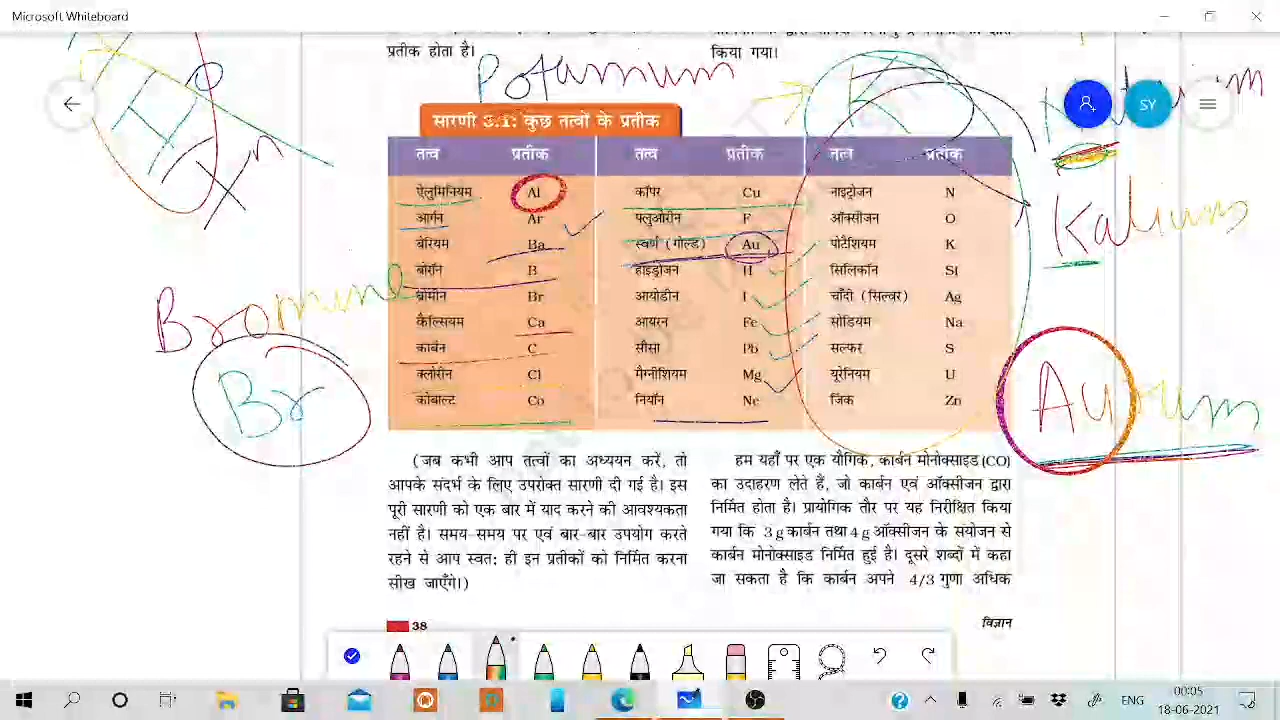 Microsoft Whiteboard
प्रतीक होता है।
किया गया।
Potamum
SY
सारणी 3.1: कुछ तत्वों के प्रतीक
तत्व प्रतीक तत्व प्रतीक तत्व प्रतीक
ऐलुमिनियम Al कॉपर Cu नाइट्रोजन N
आर्गन Ar फ्लुओरीन F ऑक्सीजन O
बेरियम Ba स्वर्ण (गोल्ड) Au पोटैशियम K
बोरॉन B हाइड्रोजन H सिलिकॉन Si
ब्रोमीन Br आयोडीन I चाँदी (सिल्वर) Ag
कैल्सियम Ca आयरन Fe सोडियम Na
कार्बन C सीसा Pb सल्फर S
क्लोरीन Cl मैग्नीशियम Mg यूरेनियम U
कोबाल्ट Co नियॉन Ne जिंक Zn
Kalium
Bromine
Br
Aurum
(जब कभी आप तत्वों का अध्ययन करें, तो
आपके संदर्भ के लिए उपरोक्त सारणी दी गई है। इस
पूरी सारणी को एक बार में याद करने की आवश्यकता
नहीं है। समय-समय पर एवं बार-बार उपयोग करते
रहने से आप स्वत: ही इन प्रतीकों को निर्मित करना
सीख जाएँगे।)
हम यहाँ पर एक यौगिक, कार्बन मोनोक्साइड (CO)
का उदाहरण लेते हैं, जो कार्बन एवं ऑक्सीजन द्वारा
निर्मित होता है। प्रायोगिक तौर पर यह निरीक्षित किया
गया कि 3 g कार्बन तथा 4 g ऑक्सीजन के संयोजन से
कार्बन मोनोक्साइड निर्मित हुई है। दूसरे शब्दों में कहा
जा सकता है कि कार्बन अपने 4/3 गुणा अधिक
38
विज्ञान
ENG
00:05
18-06-2021